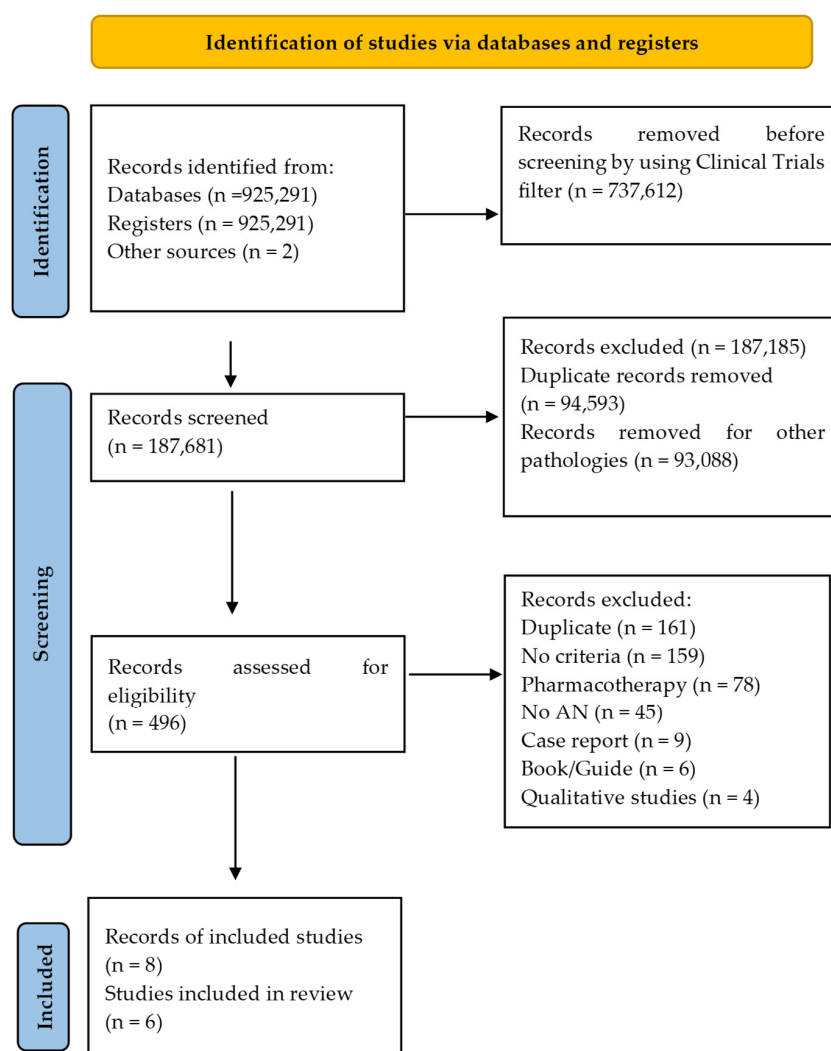 Identification of studies via databases and registers
Identification
Records identified from:
Databases (n =925,291)
Registers (n = 925,291)
Other sources (n = 2)
Records removed before
screening by using Clinical Trials
filter (n = 737,612)
Screening
Records screened
(n = 187,681)
Records excluded (n = 187,185)
Duplicate records removed
(n = 94,593)
Records removed for other
pathologies (n = 93,088)
Records assessed for
eligibility
(n = 496)
Records excluded:
Duplicate (n = 161)
No criteria (n = 159)
Pharmacotherapy (n = 78)
No AN (n = 45)
Case report (n = 9)
Book/Guide (n = 6)
Qualitative studies (n = 4)
Included
Records of included studies
(n = 8)
Studies included in review
(n = 6)